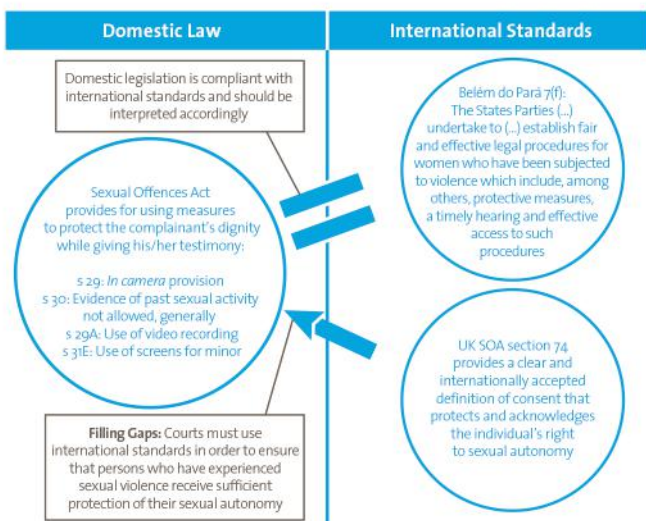 Domestic Law
International Standards
Domestic legislation is compliant with
international standards and should be
interpreted accordingly
Sexual Offences Act
provides for using measures
to protect the complainant's dignity
while giving his/her testimony:
s 29: In camera provision
s 30: Evidence of past sexual activity
not allowed, generally
s 29A: Use of video recording
s 31E: Use of screens for minor
Filling Gaps: Courts must use
international standards in order to ensure
that persons who have experienced
sexual violence receive sufficient
protection of their sexual autonomy
Belém do Pará 7(f):
The States Parties (...)
undertake to (...) establish fair
and effective legal procedures for
women who have been subjected
to violence which include, among
others, protective measures,
a timely hearing and effective
access to such
procedures
UK SOA section 74
provides a clear and
internationally accepted
definition of consent that
protects and acknowledges
the individual's right
to sexual autonomy